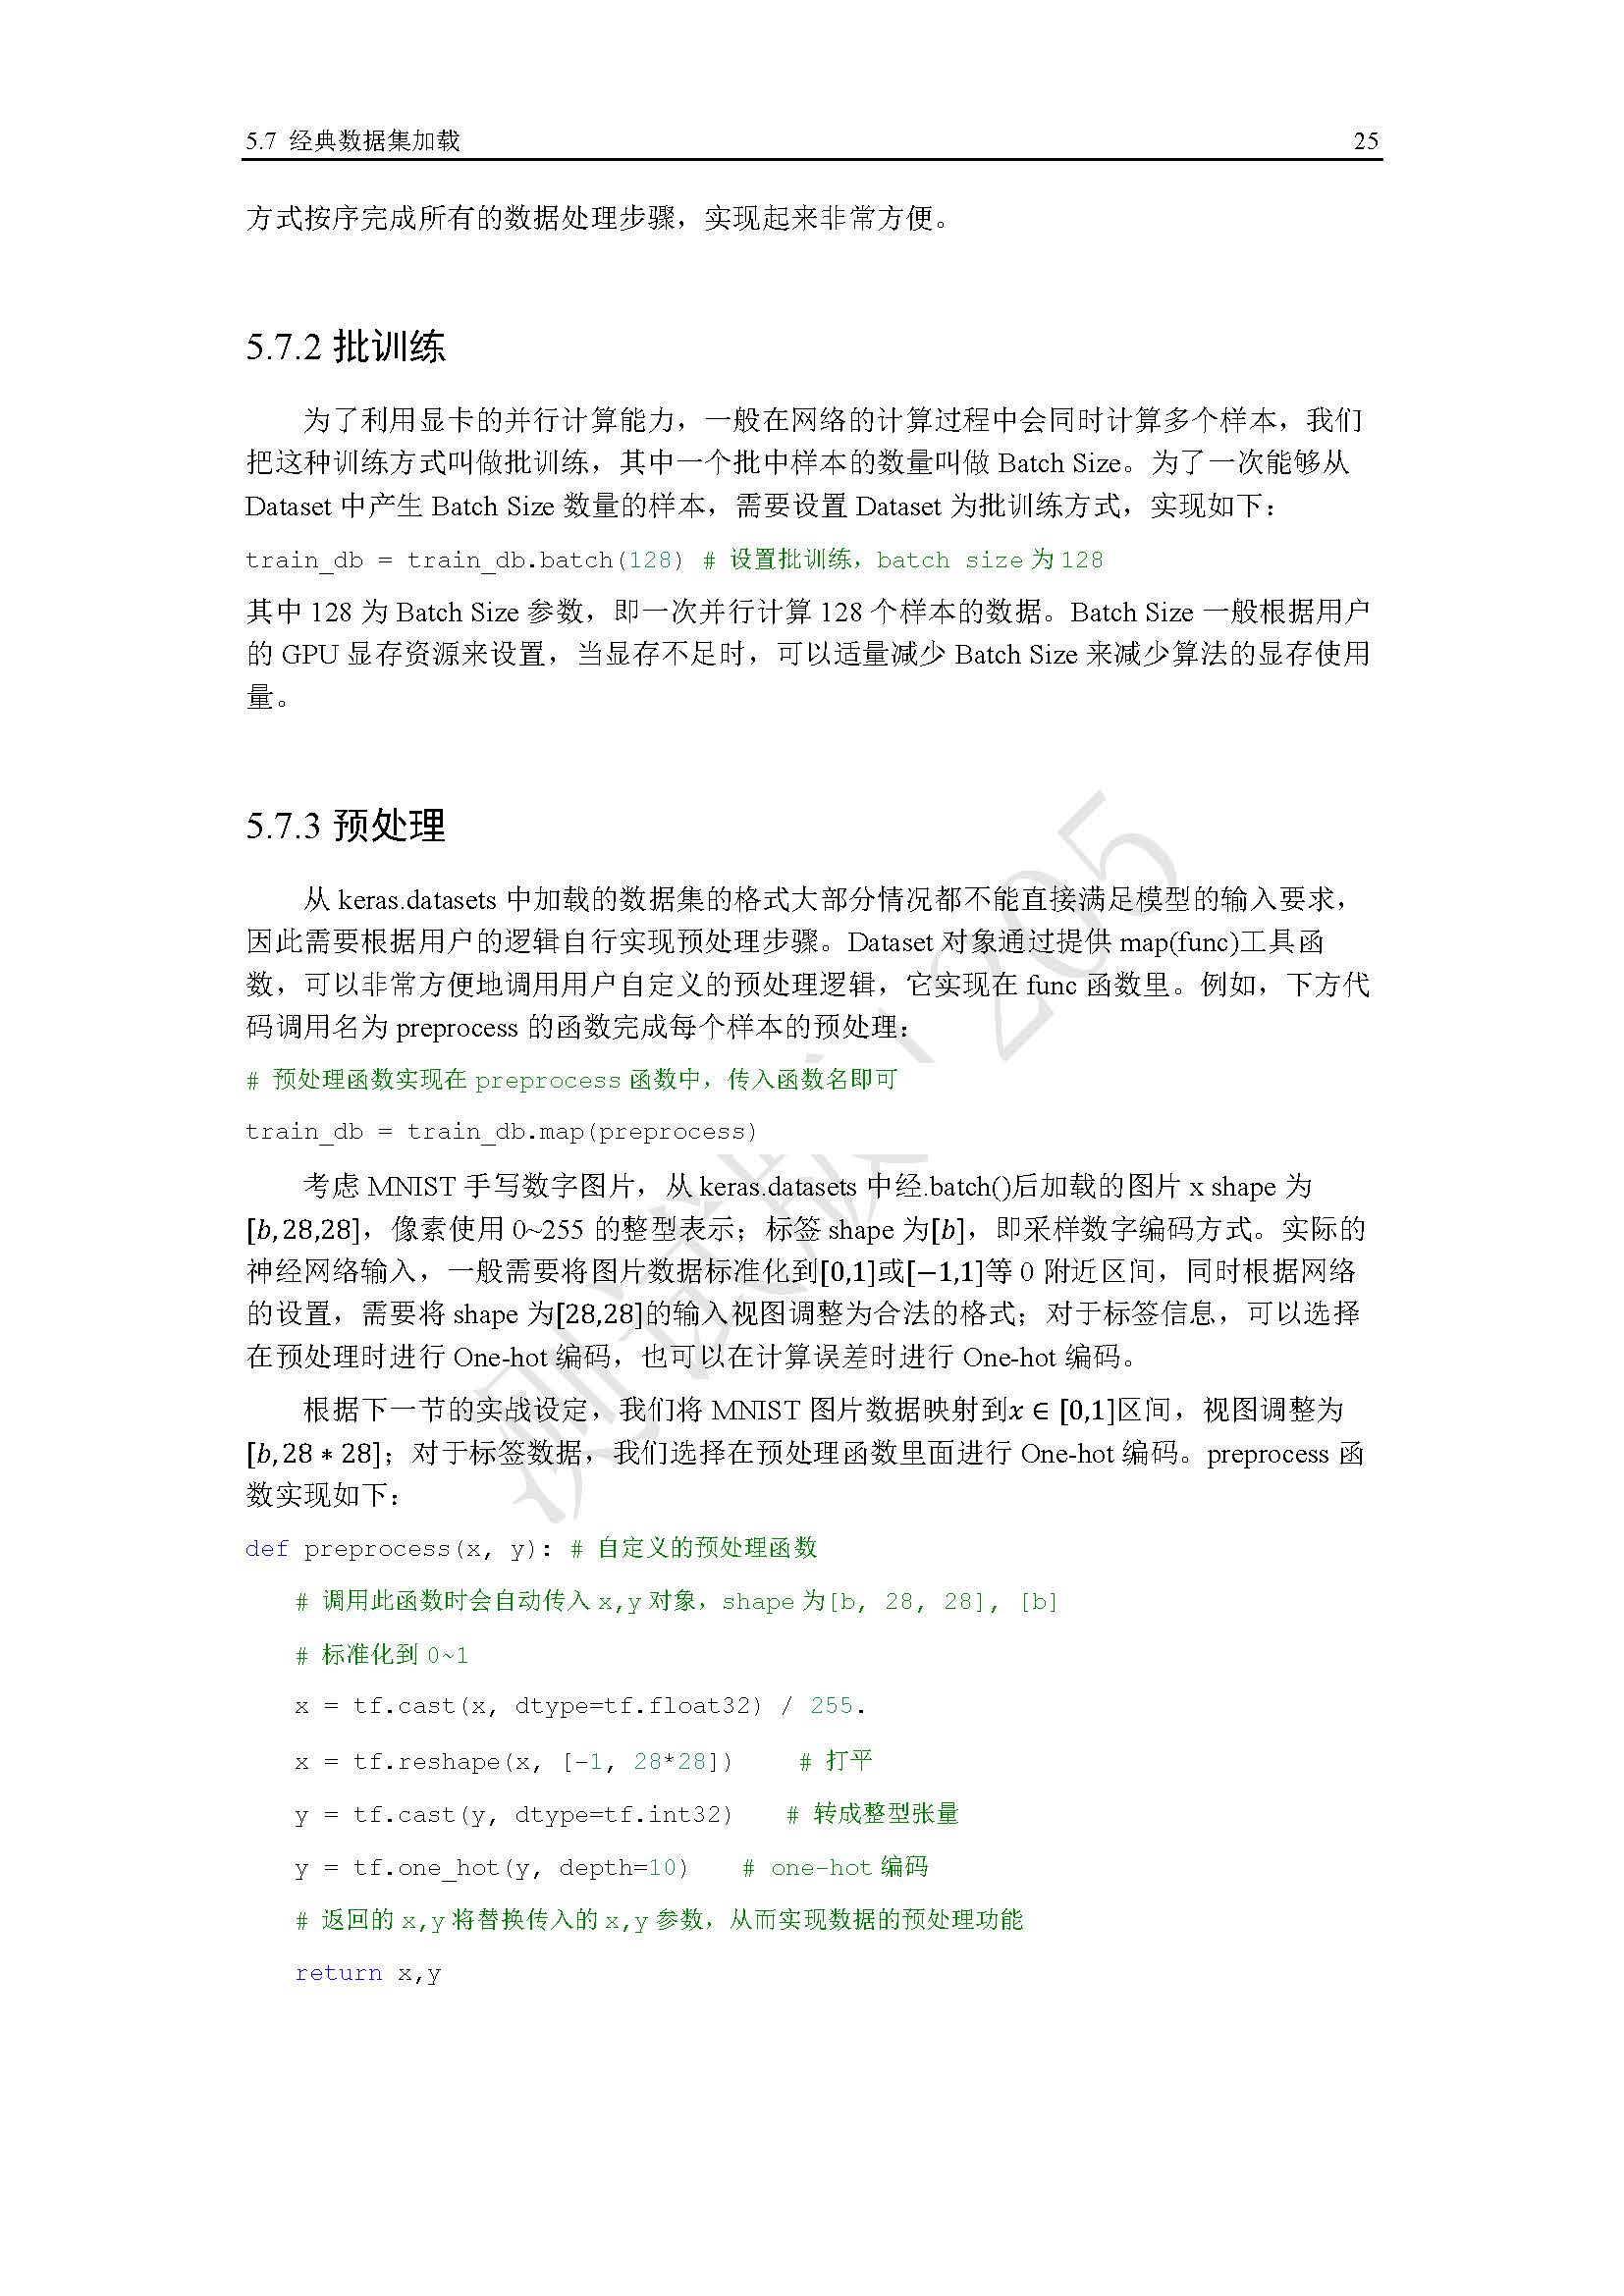 5.7 经典数据集加载 25
方式按序完成所有的数据处理步骤，实现起来非常方便。
5.7.2 批训练
为了利用显卡的并行计算能力，一般在网络的计算过程中会同时计算多个样本，我们
把这种训练方式叫做批训练，其中一个批中样本的数量叫做 Batch Size。为了一次能够从
Dataset 中产生 Batch Size 数量的样本，需要设置 Dataset 为批训练方式，实现如下：
train_db = train_db.batch(128) # 设置批训练，batch size 为 128
其中 128 为 Batch Size 参数，即一次并行计算 128 个样本的数据。Batch Size 一般根据用户
的 GPU 显存资源来设置，当显存不足时，可以适量减少 Batch Size 来减少算法的显存使用
量。
5.7.3 预处理
从 keras.datasets 中加载的数据集的格式大部分情况都不能直接满足模型的输入要求，
因此需要根据用户的逻辑自行实现预处理步骤。Dataset 对象通过提供 map(func)工具函
数，可以非常方便地调用用户自定义的预处理逻辑，它实现在 func 函数里。例如，下方代
码调用名为 preprocess 的函数完成每个样本的预处理：
# 预处理函数实现在 preprocess 函数中，传入函数名即可
train_db = train_db.map(preprocess)
考虑 MNIST 手写数字图片，从 keras.datasets 中经.batch()后加载的图片 x shape 为
[b,28,28]，像素使用 0~255 的整型表示；标签 shape 为[b]，即采样数字编码方式。实际的
神经网络输入，一般需要将图片数据标准化到[0,1]或[−1,1]等 0 附近区间，同时根据网络
的设置，需要将 shape 为[28,28]的输入视图调整为合法的格式；对于标签信息，可以选择
在预处理时进行 One-hot 编码，也可以在计算误差时进行 One-hot 编码。
根据下一节的实战设定，我们将 MNIST 图片数据映射到x ∈ [0,1]区间，视图调整为
[b,28 ∗ 28]；对于标签数据，我们选择在预处理函数里面进行 One-hot 编码。preprocess 函
数实现如下：
def preprocess(x, y): # 自定义的预处理函数
# 调用此函数时会自动传入 x,y 对象，shape 为[b, 28, 28], [b]
# 标准化到 0~1
x = tf.cast(x, dtype=tf.float32) / 255.
x = tf.reshape(x, [-1, 28*28]) # 打平
y = tf.cast(y, dtype=tf.int32) # 转成整型张量
y = tf.one_hot(y, depth=10) # one-hot 编码
# 返回的 x,y 将替换传入的 x,y 参数，从而实现数据的预处理功能
return x,y